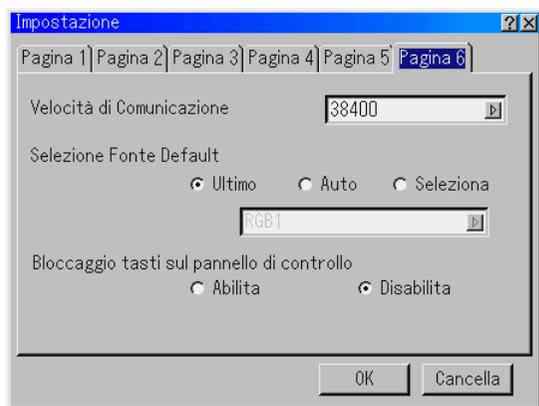 Impostazione
Pagina 1 Pagina 2 Pagina 3 Pagina 4 Pagina 5 Pagina 6
Velocità di Comunicazione 38400
Selezione Fonte Default
Ultimo Auto Seleziona
RGB1
Bloccaggio tasti sul pannello di controllo
Abilita Disabilita
OK Cancella